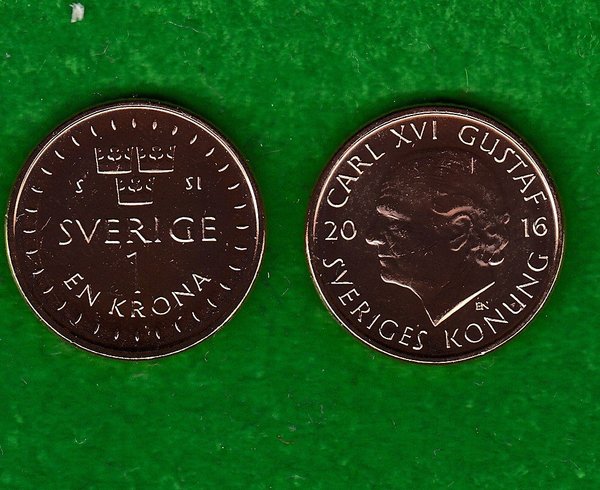 S SI
SVERIGE
1
EN KRONA
CARL XVI GUSTAF
20 16
SVERIGES KONUNG
EN